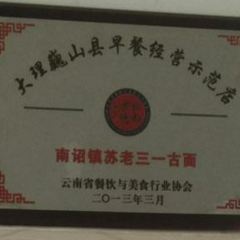 大理巍山县早餐经营示范店
南诏镇苏老三一古面
云南省餐饮与美食行业协会
二〇一三年三月